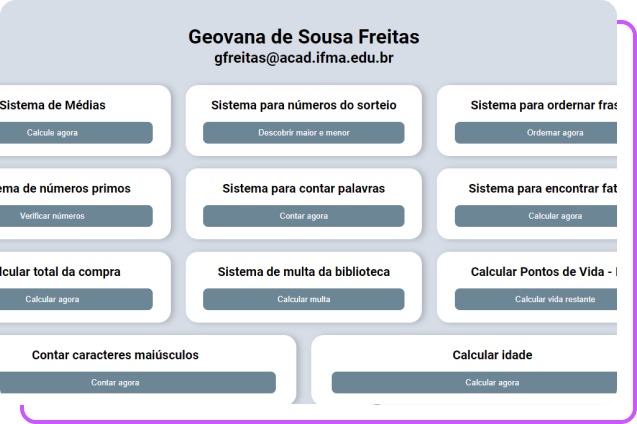 Geovana de Sousa Freitas
gfreitas@acad.ifma.edu.br
Sistema de Médias
Sistema para números do sorteio
Sistema para ordernar fras
Calcule agora
Descobrir maior e menor
Ordernar agora
ema de números primos
Sistema para contar palavras
Sistema para encontrar fat
Verificar números
Contar agora
Calcular agora
lcular total da compra
Sistema de multa da biblioteca
Calcular Pontos de Vida -
Calcular agora
Calcular multa
Calcular vida restante
Contar caracteres maiúsculos
Calcular idade
Contar agora
Calcular agora